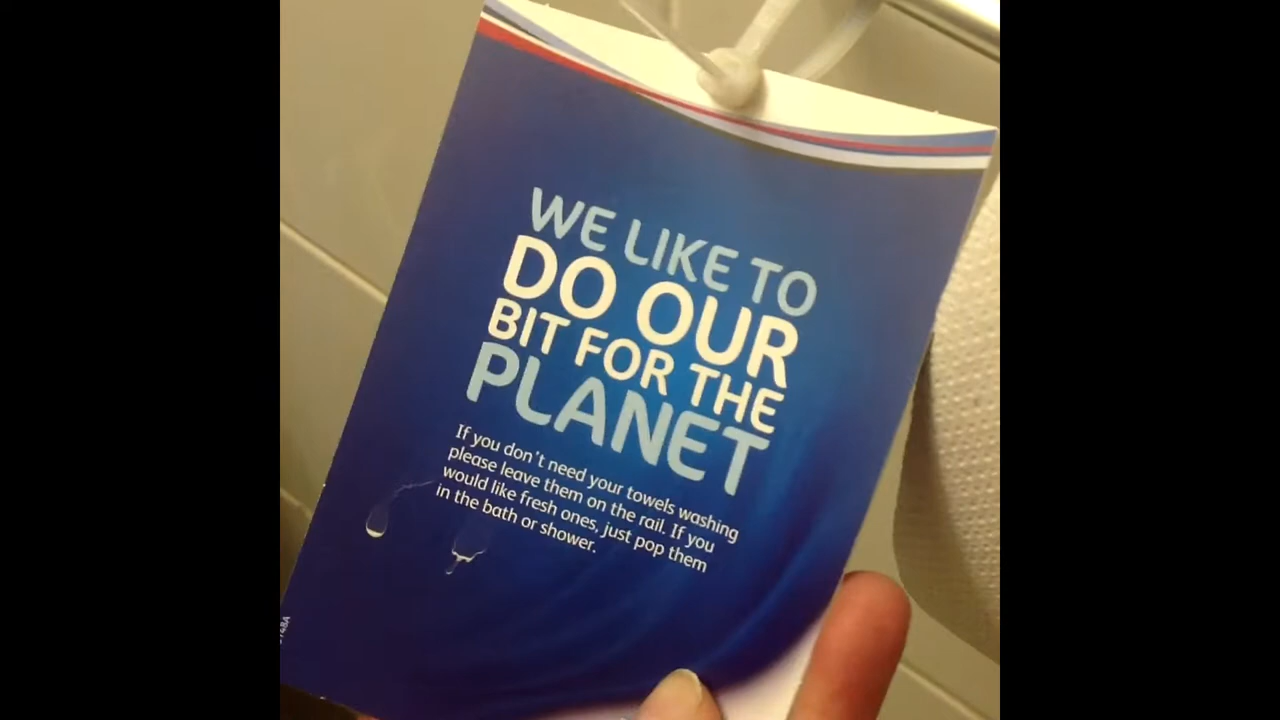 WE LIKE TO
DO OUR
BIT FOR THE
PLANET
If you don't need your towels washing
please leave them on the rail. If you
would like fresh ones, just pop them
in the bath or shower.